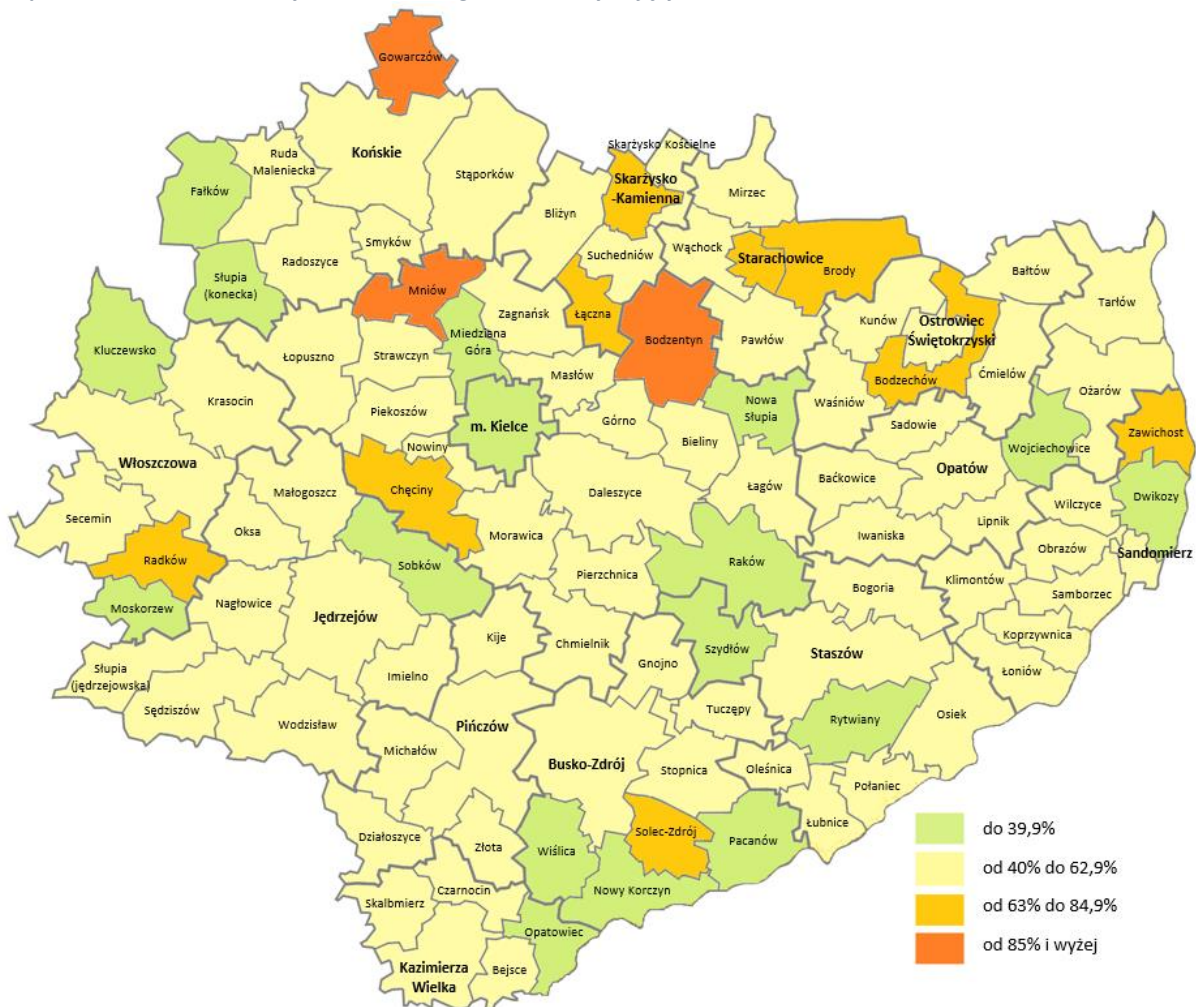 Gowarczów
Końskie
Ruda
Maleniecka
Stąporków
Fałków
Skarżysko Kościelne
Skarżysko
-Kamienna
Mirzec
Bliżyn
Smyków
Radoszyce
Słupia
(konecka)
Suchedniów
Wąchock
Starachowice
Brody
Bałtów
Tarłów
Mniów
Zagnańsk
Łączna
Bodzentyn
Pawłów
Kunów
Ostrowiec
Świętokrzyski
Kluczewsko
Łopuszno
Strawczyn
Miedziana
Góra
Masłów
Bodzechów
Ćmielów
Ożarów
Krasocin
Piekoszów
m. Kielce
Górno
Nowa
Słupia
Waśniów
Sadowie
Zawichost
Nowiny
Bieliny
Wojciechowice
Włoszczowa
Małogoszcz
Chęciny
Daleszyce
Łagów
Baćkowice
Opatów
Dwikozy
Wilczyce
Secemin
Oksa
Morawica
Iwaniska
Lipnik
Obrazów
Sandomierz
Radków
Sobków
Pierzchnica
Raków
Bogoria
Klimontów
Samborzec
Moskorzew
Nagłowice
Jędrzejów
Kije
Chmielnik
Gnojno
Szydłów
Staszów
Koprzywnica
Łoniów
Słupia
(jędrzejowska)
Imielno
Sędziszów
Wodzisław
Pińczów
Tuczępy
Rytwiany
Osiek
Michałów
Busko-Zdrój
Stopnica
Oleśnica
Połaniec
Łubnice
Działoszyce
Złota
Wiślica
Solec-Zdrój
Pacanów
Czarnocin
Nowy Korczyn
Skalbmierz
Opatowiec
Kazimierza
Wielka
Bejsce
do 39,9%
od 40% do 62,9%
od 63% do 84,9%
od 85% i wyżej